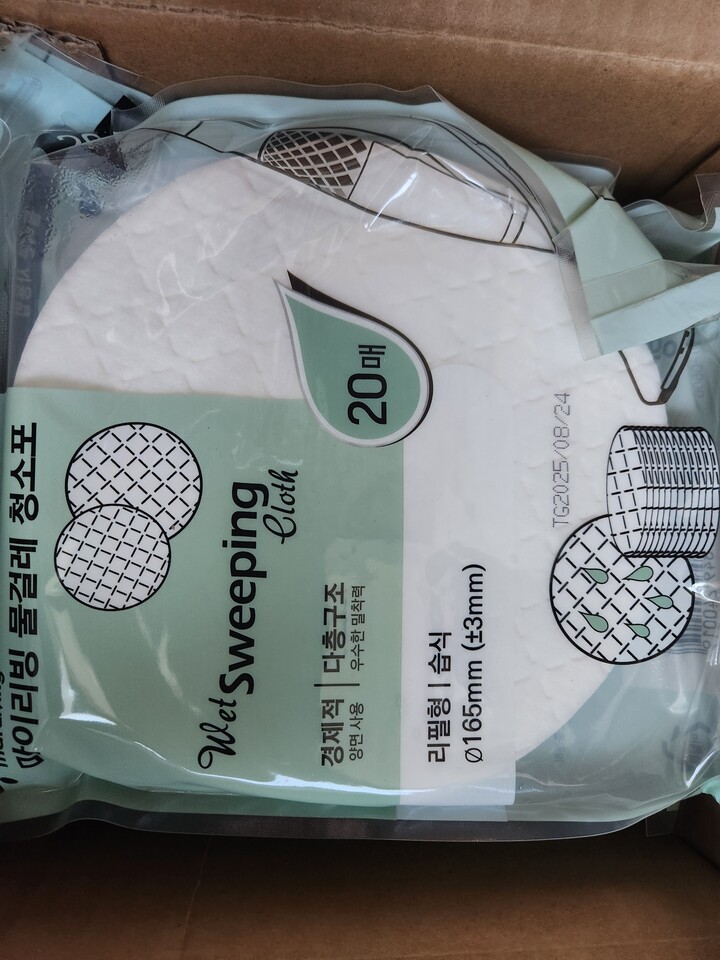 마이리빙 물걸레 청소포
Wet Sweeping
Cloth
20매
경제적 | 다층구조
양면 사용 우수한 밀착력
리필형 | 습식
Ø165mm (±3mm)
TG2025/08/24